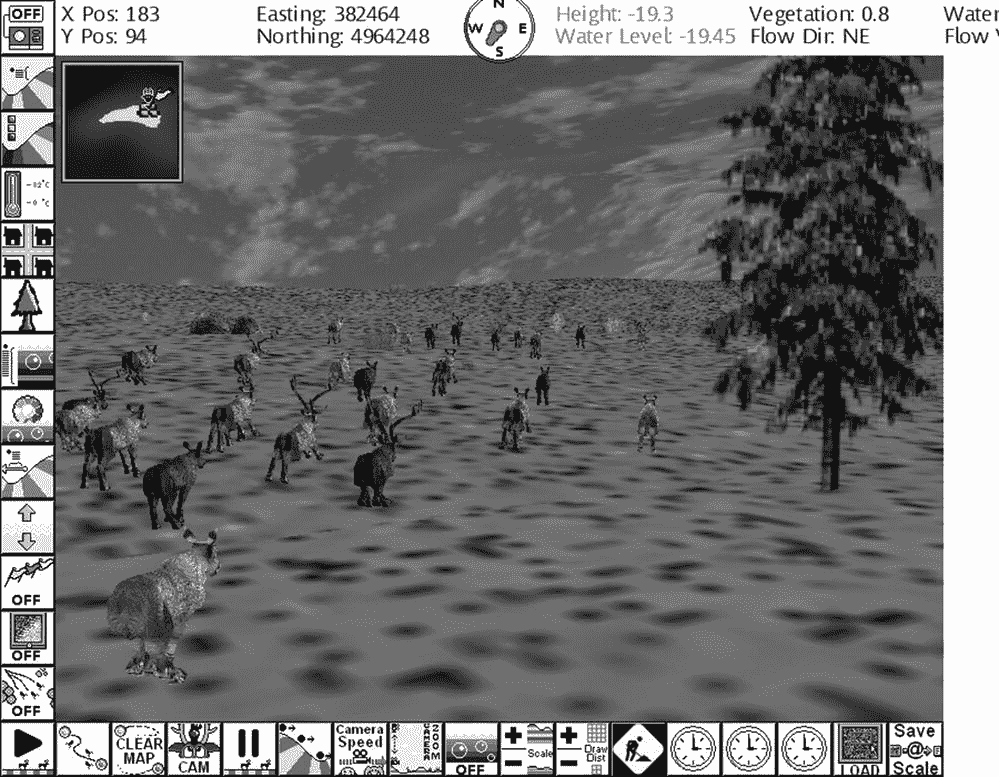 OFF
X Pos: 183
Y Pos: 94
Easting: 382464
Northing: 4964248
N
W E
S
Height: -19.3
Water Level: -19.45
Vegetation: 0.8
Flow Dir: NE
Water
Flow
OFF
OFF
OFF
CLEAR
MAP
CAM
Camera
Speed
OFF
+
Scale
-
+
Draw
Dist
-
Save
Scale